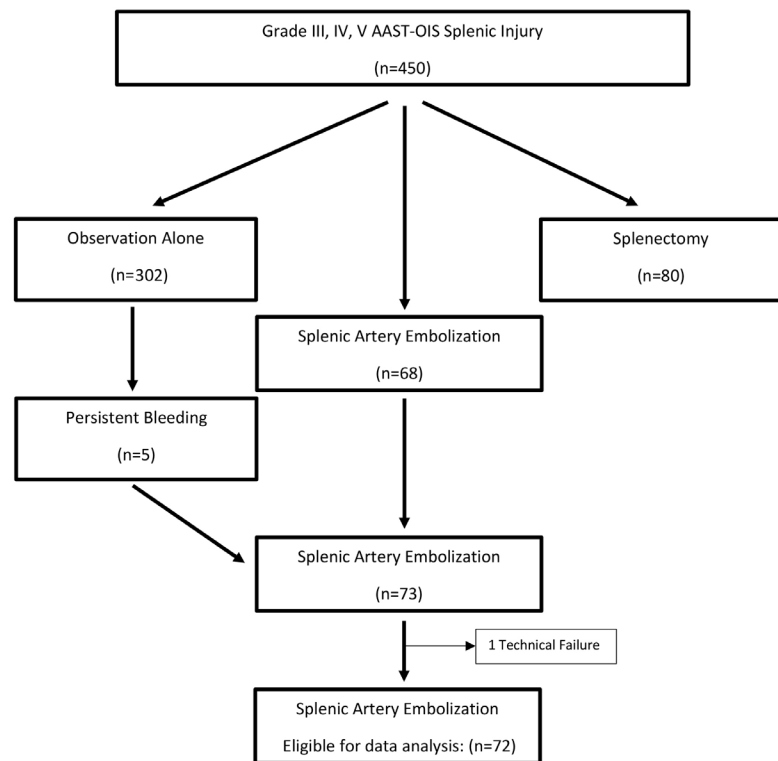 Grade III, IV, V AAST-OIS Splenic Injury
(n=450)
Observation Alone
(n=302)
Splenectomy
(n=80)
Splenic Artery Embolization
(n=68)
Persistent Bleeding
(n=5)
Splenic Artery Embolization
(n=73)
1 Technical Failure
Splenic Artery Embolization
Eligible for data analysis: (n=72)